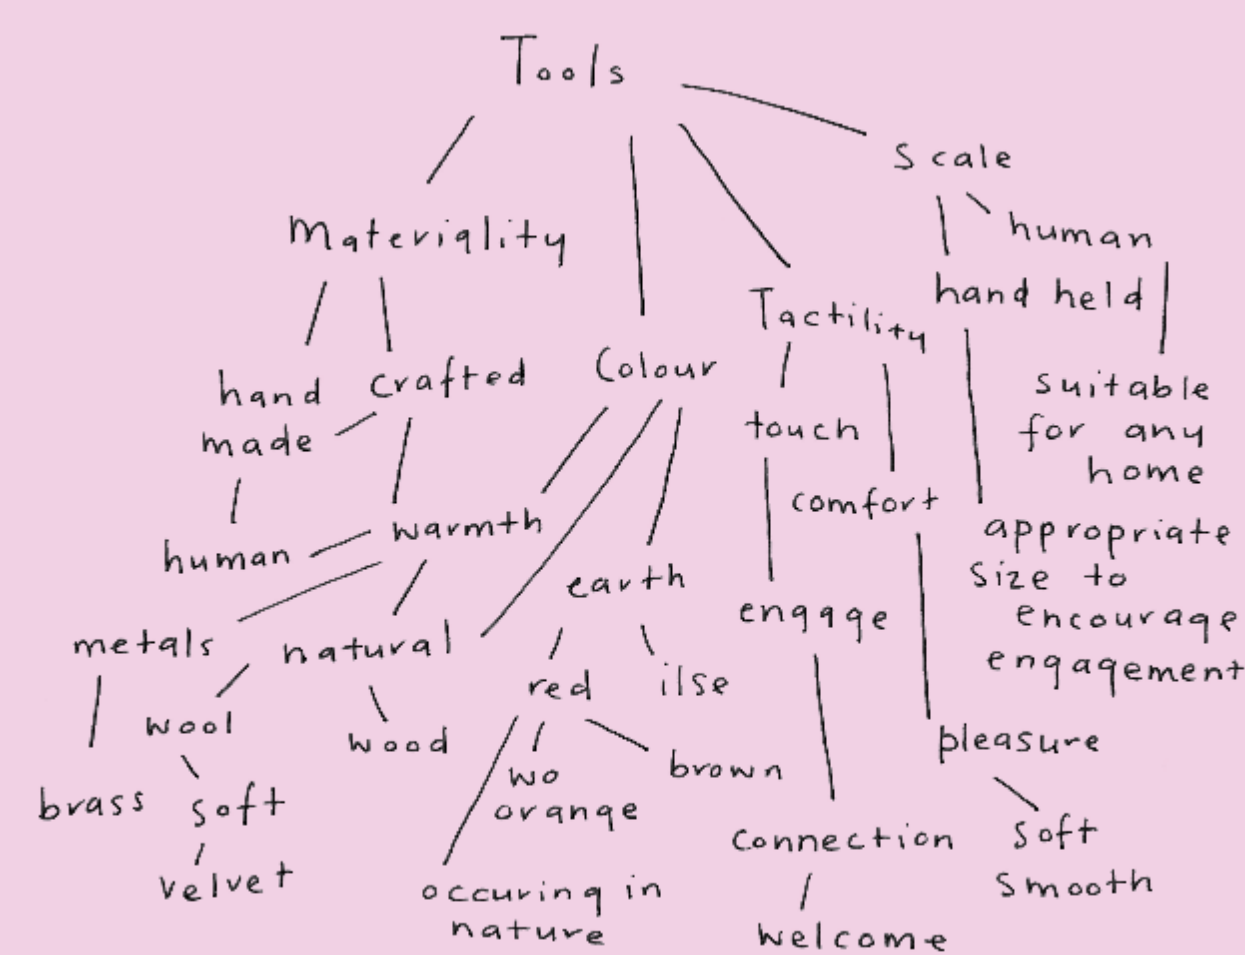 Tools
Scale
human
hand held
suitable
for any
home
appropriate
size to
encourage
engagement
Materiality
hand
made
crafted
human
warmth
metals
natural
brass
wool
wood
soft
velvet
Colour
earth
red
ilse
wo
orange
brown
occuring in
nature
Tactility
touch
comfort
engage
connection
welcome
pleasure
soft
smooth